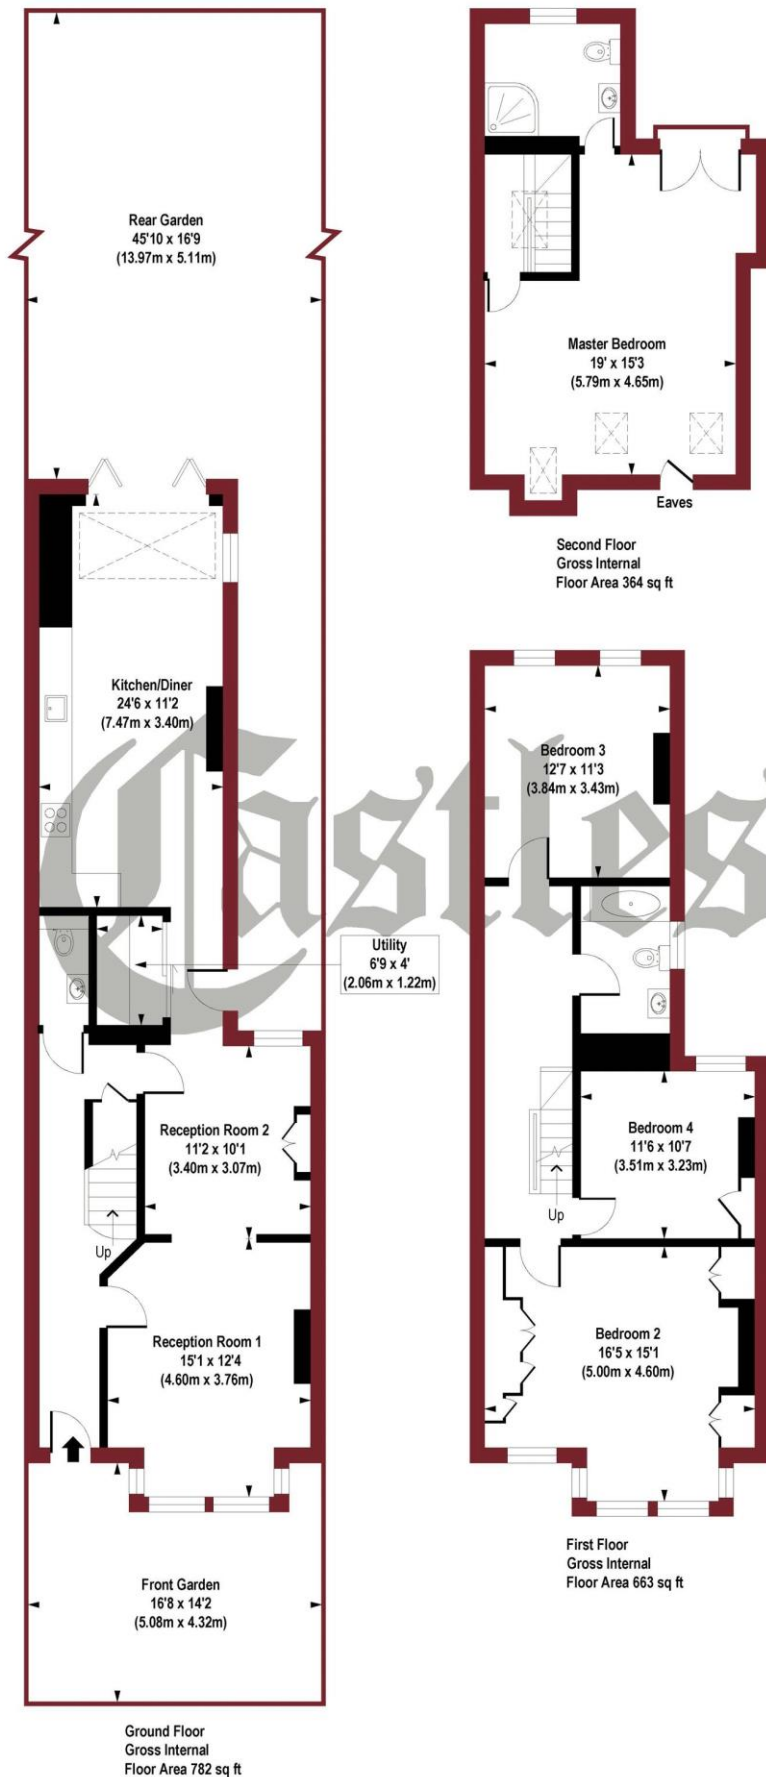 Rear Garden
45'10 x 16'9
(13.97m x 5.11m)
Kitchen/Diner
24'6 x 11'2
(7.47m x 3.40m)
Utility
6'9 x 4'
(2.06m x 1.22m)
Reception Room 2
11'2 x 10'1
(3.40m x 3.07m)
Up
Reception Room 1
15'1 x 12'4
(4.60m x 3.76m)
Front Garden
16'8 x 14'2
(5.08m x 4.32m)
Ground Floor
Gross Internal
Floor Area 782 sq ft
Master Bedroom
19' x 15'3
(5.79m x 4.65m)
Eaves
Second Floor
Gross Internal
Floor Area 364 sq ft
Bedroom 3
12'7 x 11'3
(3.84m x 3.43m)
Castles
Bedroom 4
11'6 x 10'7
(3.51m x 3.23m)
Up
Bedroom 2
16'5 x 15'1
(5.00m x 4.60m)
First Floor
Gross Internal
Floor Area 663 sq ft